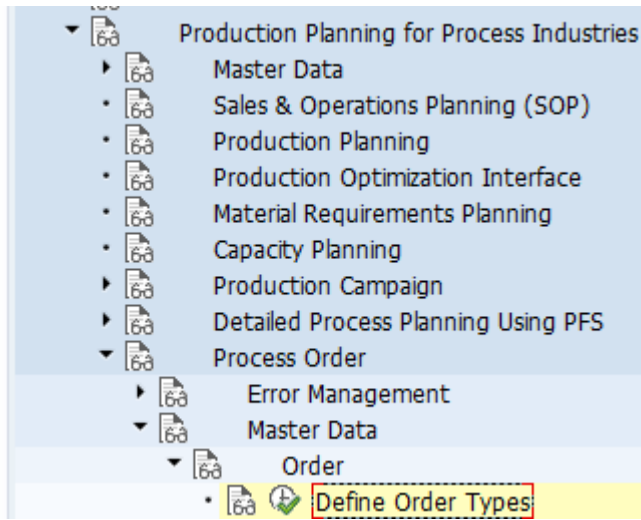 Production Planning for Process Industries
Master Data
Sales & Operations Planning (SOP)
Production Planning
Production Optimization Interface
Material Requirements Planning
Capacity Planning
Production Campaign
Detailed Process Planning Using PFS
Process Order
Error Management
Master Data
Order
Define Order Types